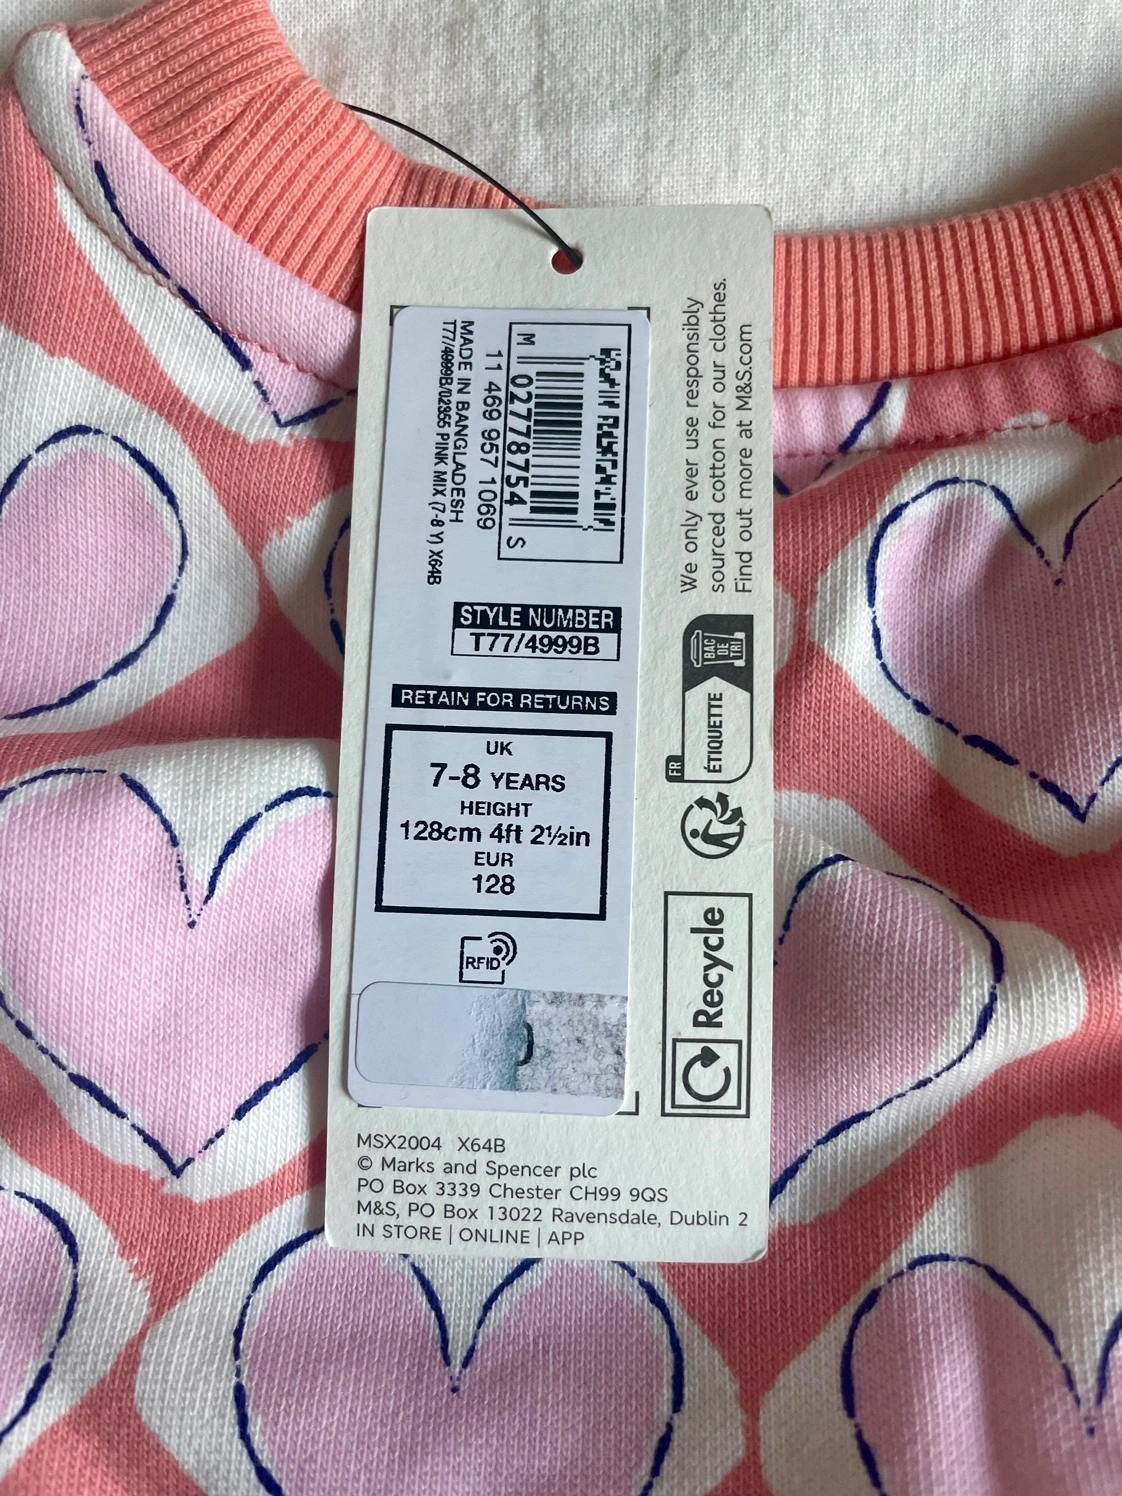 M 02778754 S
11 469 957 1069
MADE IN BANGLADESH
T77/4999B/02355 PINK MIX (7-8 Y) X64B
STYLE NUMBER
T77/4999B
RETAIN FOR RETURNS
UK
7-8 YEARS
HEIGHT
128cm 4ft 2½in
EUR
128
RFID
We only ever use responsibly
sourced cotton for our clothes.
Find out more at M&S.com
FR
ÉTIQUETTE
BAC
DE
TRI
Recycle
MSX2004 X64B
© Marks and Spencer plc
PO Box 3339 Chester CH99 9QS
M&S, PO Box 13022 Ravensdale, Dublin 2
IN STORE | ONLINE | APP